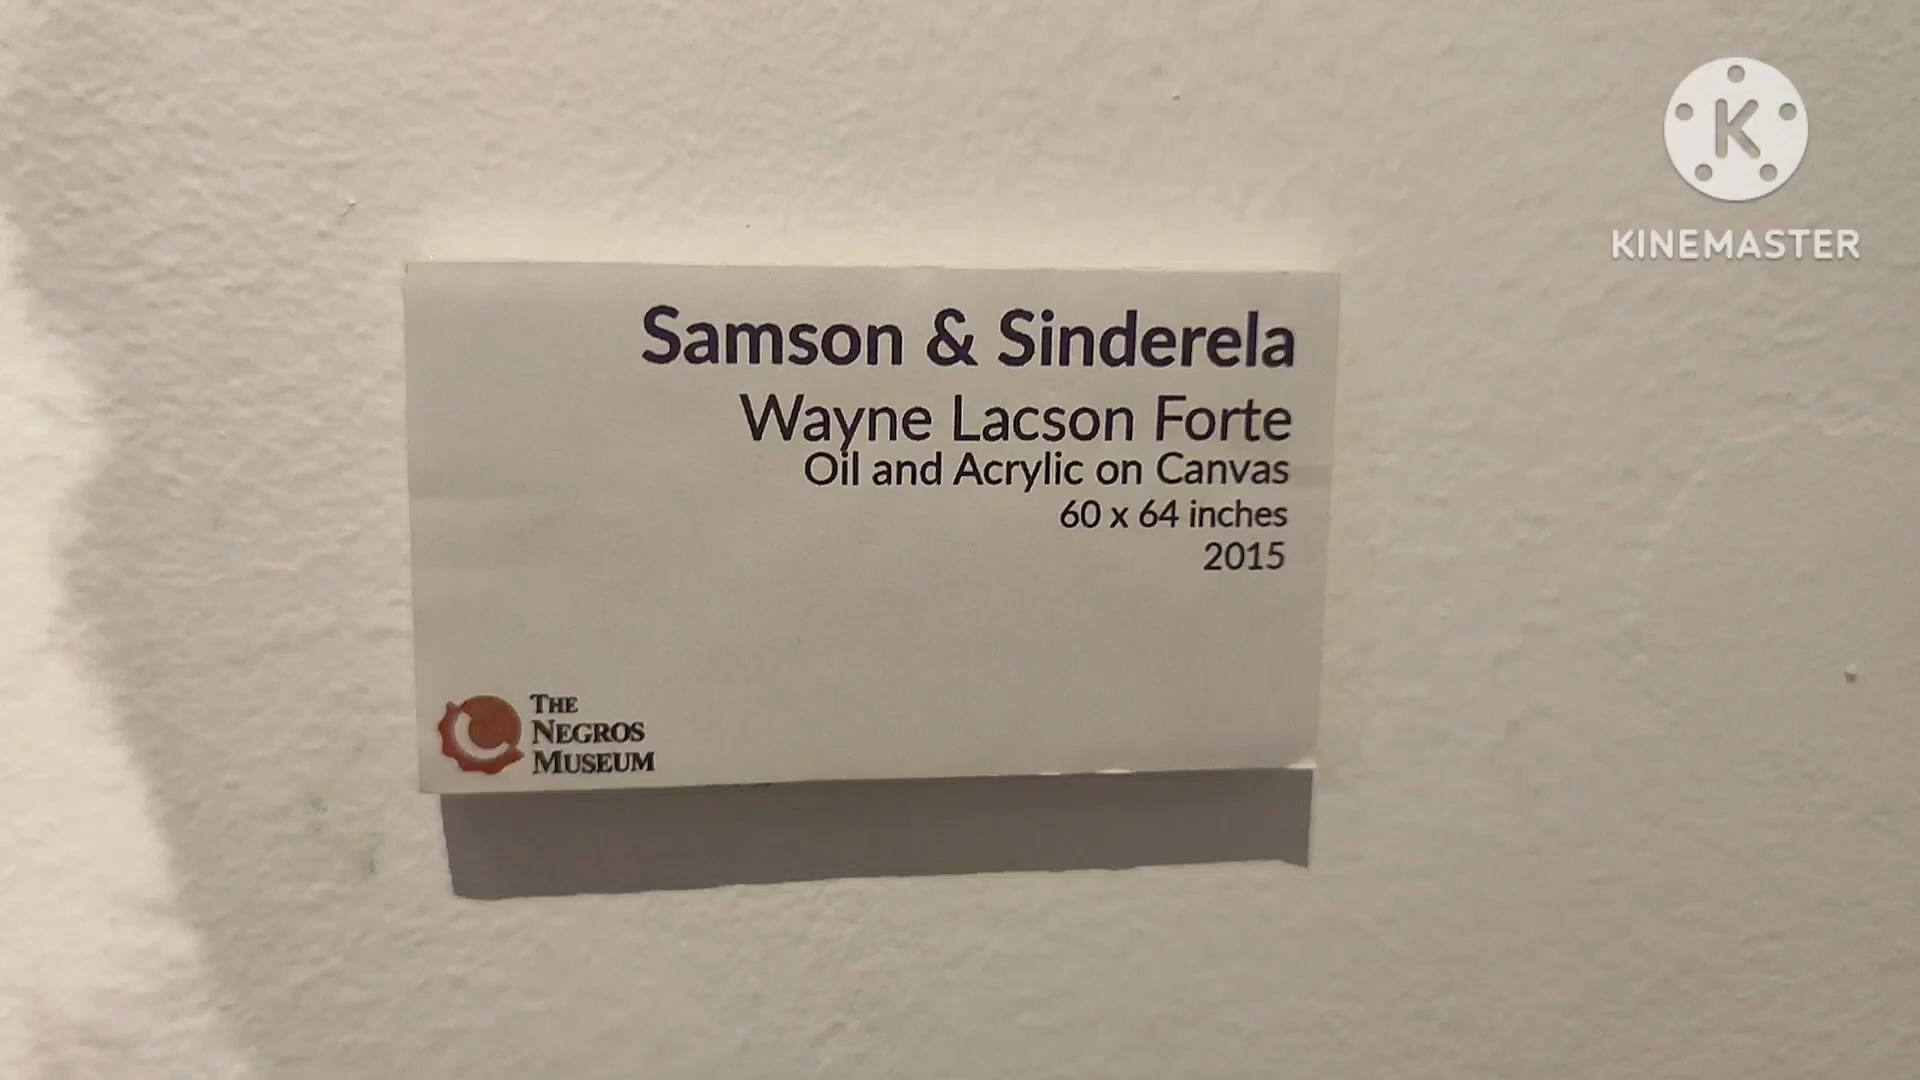 K
KINEMASTER
Samson & Sinderela
Wayne Lacson Forte
Oil and Acrylic on Canvas
60 x 64 inches
2015
THE
NEGROS
MUSEUM